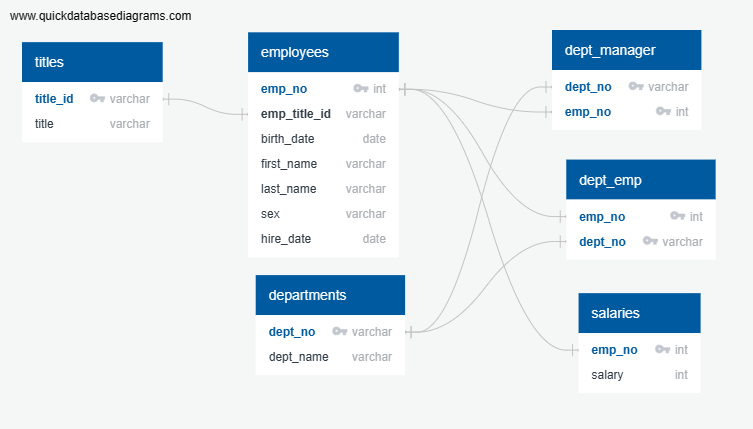 www.quickdatabasediagrams.com
titles
title_id varchar
title varchar
employees
emp_no int
emp_title_id varchar
birth_date date
first_name varchar
last_name varchar
sex varchar
hire_date date
departments
dept_no varchar
dept_name varchar
dept_manager
dept_no varchar
emp_no int
dept_emp
emp_no int
dept_no varchar
salaries
emp_no int
salary int